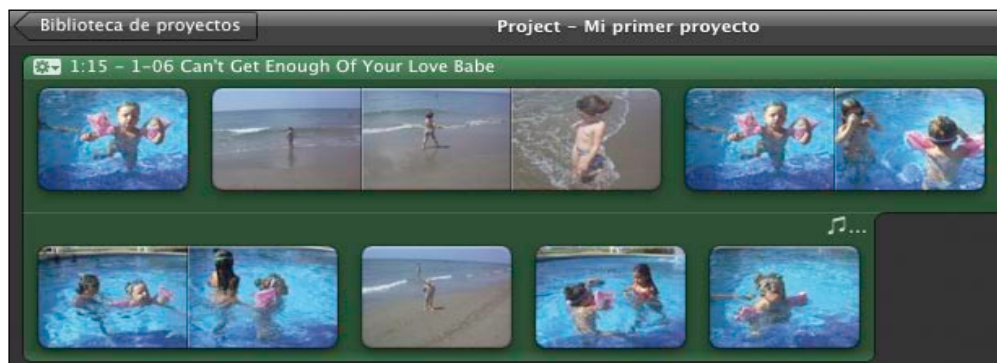 Biblioteca de proyectos
Project – Mi primer proyecto
1:15 – 1-06 Can't Get Enough Of Your Love Babe
...